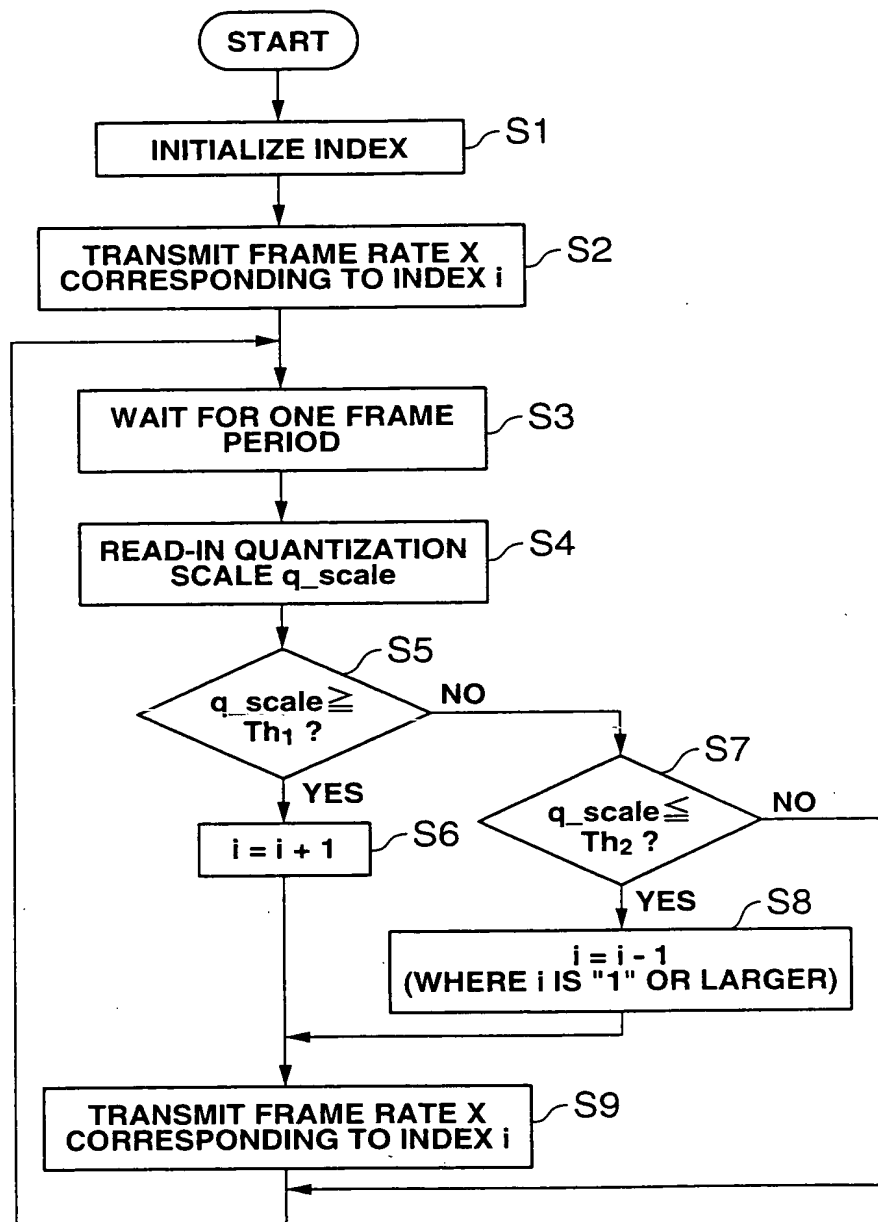 START
INITIALIZE INDEX
S1
TRANSMIT FRAME RATE X
CORRESPONDING TO INDEX i
S2
WAIT FOR ONE FRAME
PERIOD
S3
READ-IN QUANTIZATION
SCALE q_scale
S4
S5
q_scale≧
Th₁ ?
NO
YES
S7
q_scale≦
Th₂ ?
NO
YES
i = i + 1
S6
S8
i = i - 1
(WHERE i IS "1" OR LARGER)
TRANSMIT FRAME RATE X
CORRESPONDING TO INDEX i
S9